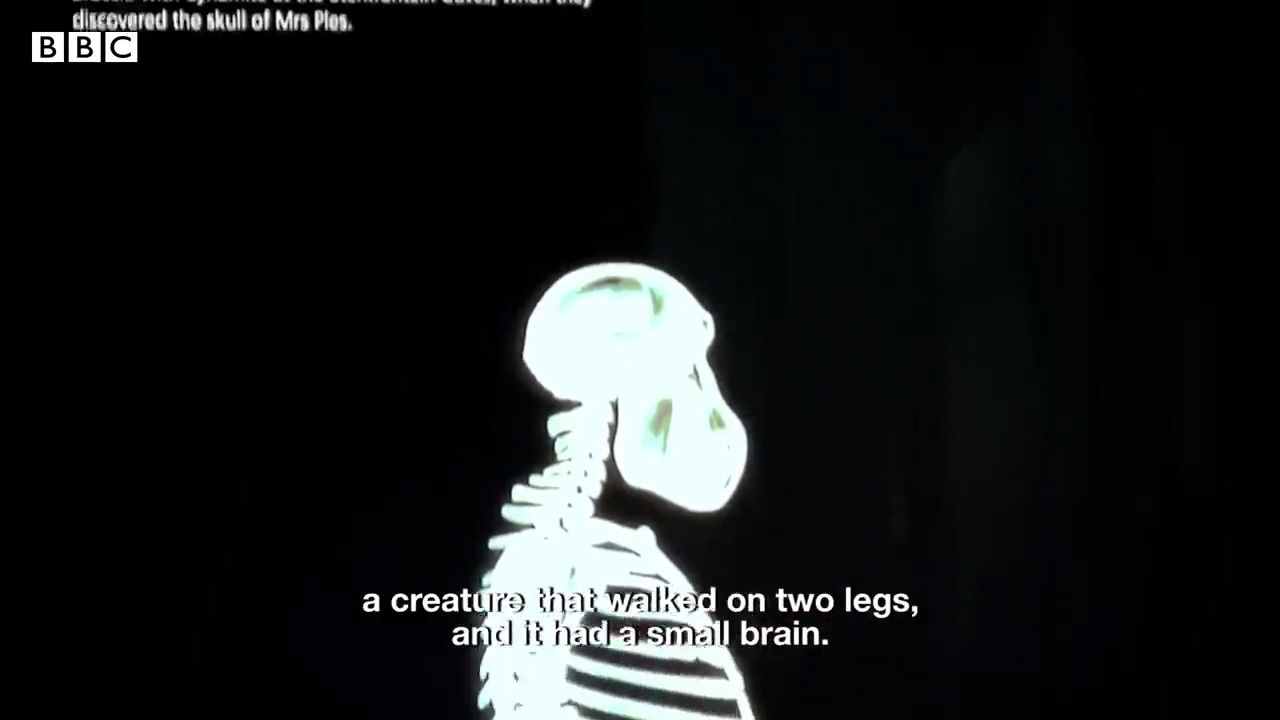 discovered the skull of Mrs Ples.
BBC
a creature that walked on two legs,
and it had a small brain.